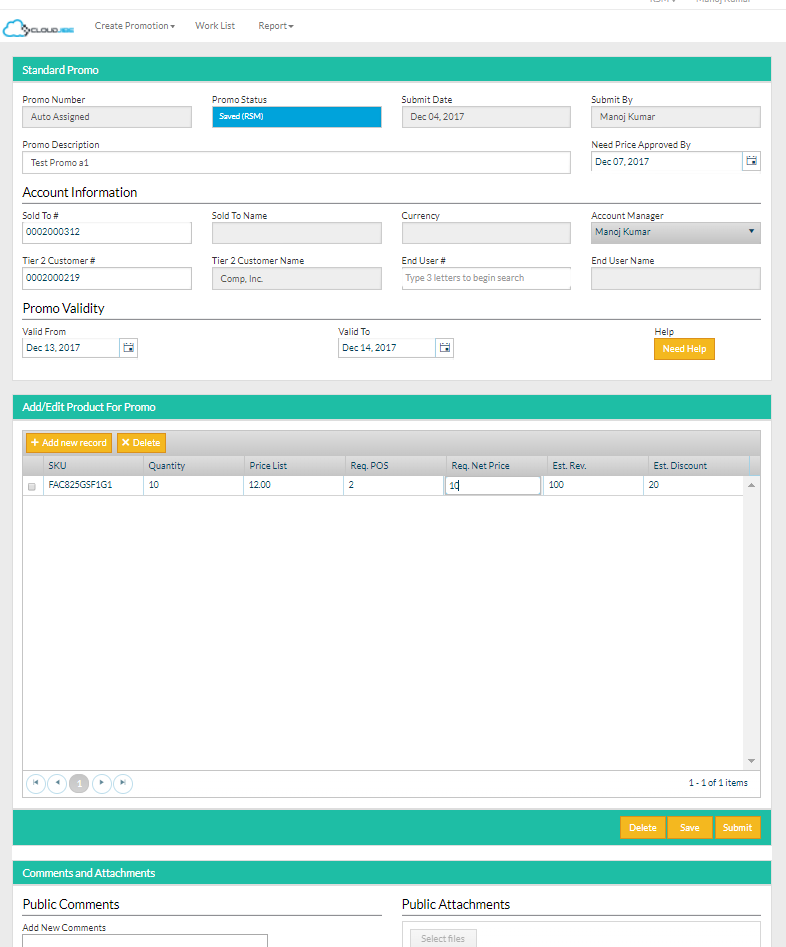 Manoj Kumar
CLOUD
Create Promotion Work List Report
Standard Promo
Promo Number Promo Status Submit Date Submit By
Auto Assigned Saved (RSM) Dec 04, 2017 Manoj Kumar
Promo Description Need Price Approved By
Test Promo a1 Dec 07, 2017
Account Information
Sold To # Sold To Name Currency Account Manager
0002000312 Manoj Kumar
Tier 2 Customer # Tier 2 Customer Name End User # End User Name
0002000219 Comp, Inc. Type 3 letters to begin search
Promo Validity
Valid From Valid To Help
Dec 13, 2017 Dec 14, 2017 Need Help
Add/Edit Product For Promo
+ Add new record × Delete
SKU Quantity Price List Req. POS Req. Net Price Est. Rev. Est. Discount
FAC825GSF1G1 10 12.00 2 10 100 20
1 1 - 1 of 1 items
Delete Save Submit
Comments and Attachments
Public Comments Public Attachments
Add New Comments
Select files